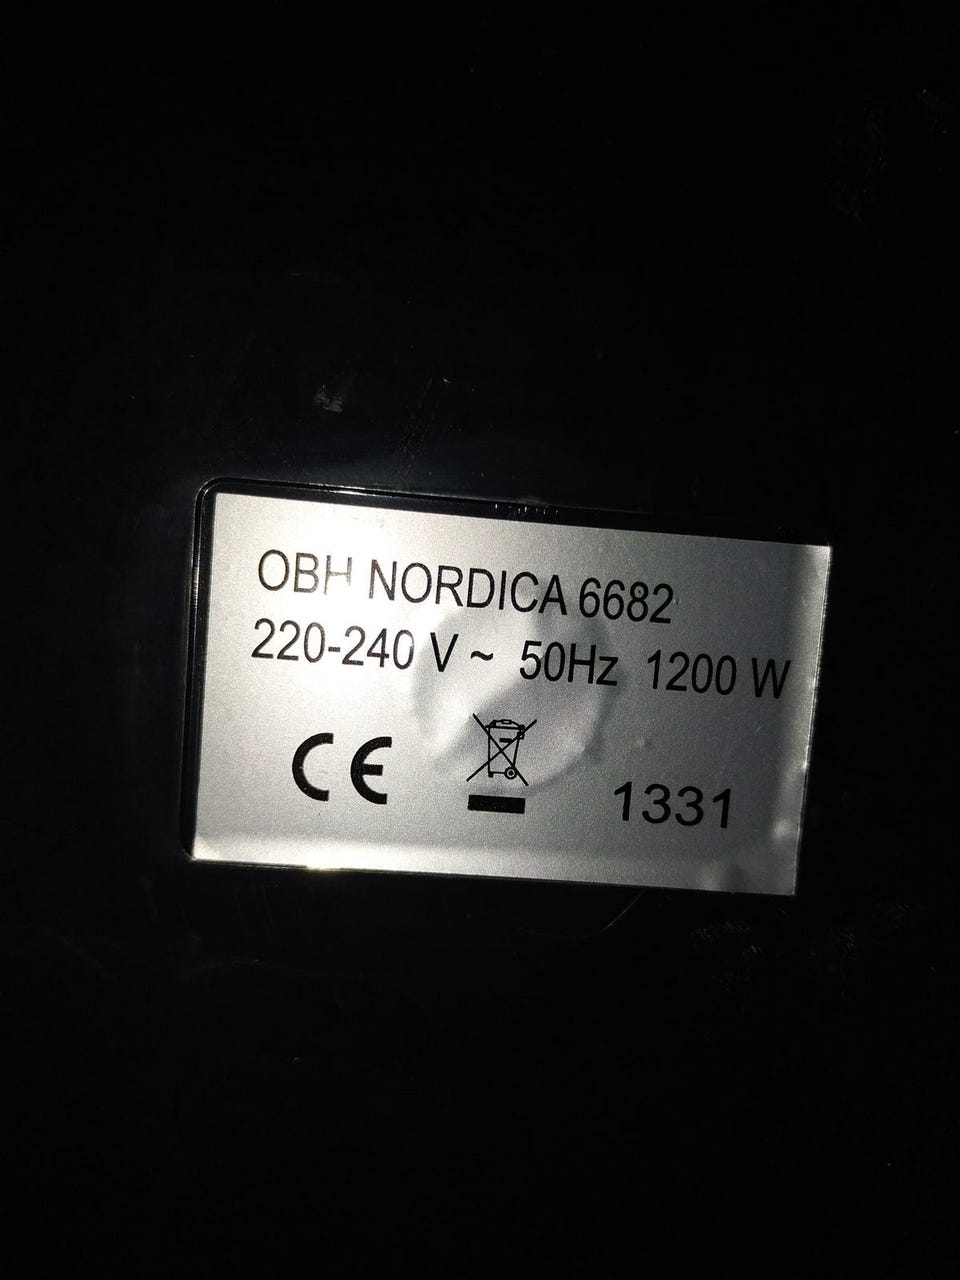 OBH NORDICA 6682
220-240 V ~ 50Hz 1200 W
CE
1331